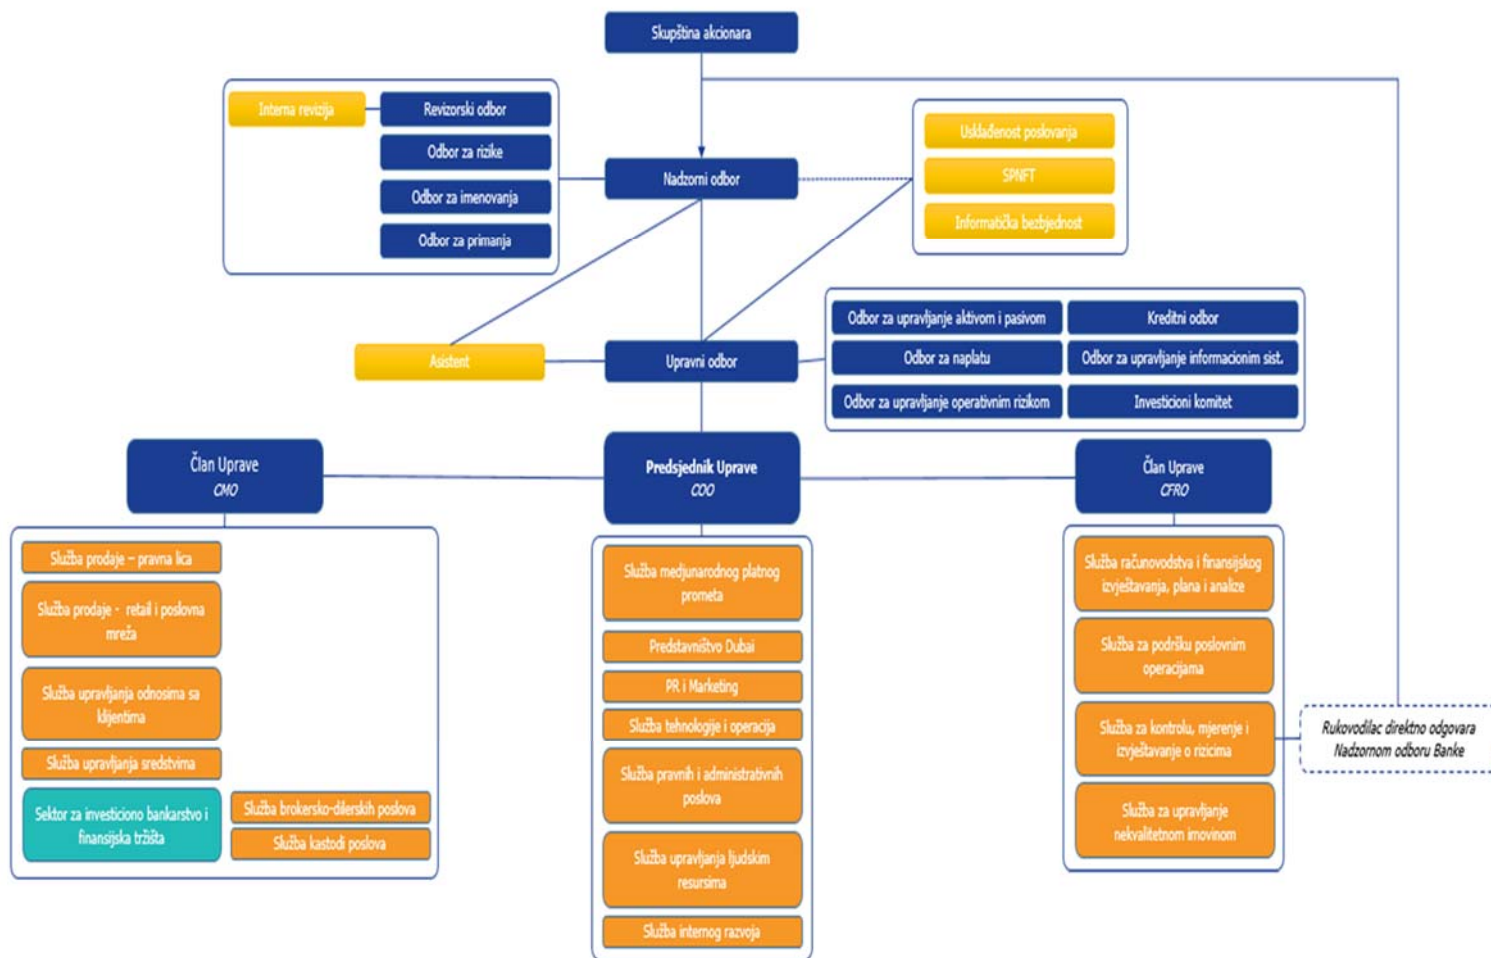 Skupština akcionara
Interna revizija
Revizorski odbor
Odbor za rizike
Odbor za imenovanja
Odbor za primanja
Nadzorni odbor
Usklađenost poslovanja
SPNFT
Informatička bezbjednost
Asistent
Upravni odbor
Odbor za upravljanje aktivom i pasivom
Kreditni odbor
Odbor za naplatu
Odbor za upravljanje informacionim sist.
Odbor za upravljanje operativnim rizikom
Investicioni komitet
Član Uprave
CMO
Predsjednik Uprave
COO
Član Uprave
CFRO
Služba prodaje – pravna lica
Služba prodaje - retail i poslovna
mreža
Služba upravljanja odnosima sa
klijentima
Služba upravljanja sredstvima
Sektor za investiciono bankarstvo i
finansijska tržišta
Služba brokersko-dilerskih poslova
Služba kastodi poslova
Služba medjunarodnog platnog
prometa
Predstavništvo Dubai
PR i Marketing
Služba tehnologije i operacija
Služba pravnih i administrativnih
poslova
Služba upravljanja ljudskim
resursima
Služba internog razvoja
Služba računovodstva i finansijskog
izvještavanja, plana i analize
Služba za podršku poslovnim
operacijama
Služba za kontrolu, mjerenje i
izvještavanje o rizicima
Služba za upravljanje
nekvalitetnom imovinom
Rukovodilac direktno odgovara
Nadzornom odboru Banke